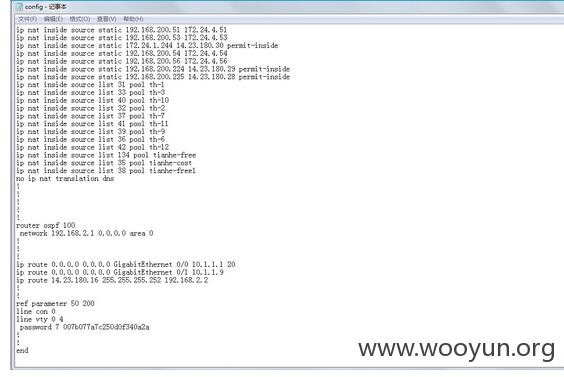 config - 记事本
文件(F) 编辑(E) 格式(O) 查看(V) 帮助(H)
ip nat inside source static 192.168.200.51 172.24.4.51
ip nat inside source static 192.168.200.53 172.24.4.53
ip nat inside source static 172.24.1.244 14.23.180.30 permit-inside
ip nat inside source static 192.168.200.54 172.24.4.54
ip nat inside source static 192.168.200.56 172.24.4.56
ip nat inside source static 192.168.200.224 14.23.180.29 permit-inside
ip nat inside source static 192.168.200.225 14.23.180.28 permit-inside
ip nat inside source list 31 pool th-1
ip nat inside source list 33 pool th-3
ip nat inside source list 40 pool th-10
ip nat inside source list 32 pool th-2
ip nat inside source list 37 pool th-7
ip nat inside source list 41 pool th-11
ip nat inside source list 39 pool th-9
ip nat inside source list 36 pool th-6
ip nat inside source list 42 pool th-12
ip nat inside source list 134 pool tianhe-free
ip nat inside source list 35 pool tianhe-cost
ip nat inside source list 38 pool tianhe-free1
no ip nat translation dns
!
!
!
!
!
router ospf 100
network 192.168.2.1 0.0.0.0 area 0
!
!
!
ip route 0.0.0.0 0.0.0.0 GigabitEthernet 0/0 10.1.1.1 20
ip route 0.0.0.0 0.0.0.0 GigabitEthernet 0/1 10.1.1.9
ip route 14.23.180.16 255.255.255.252 192.168.2.2
!
!
ref parameter 50 200
line con 0
line vty 0 4
password 7 007b077a7c250d0f340a2a
!
!
end
www.wooyun.org